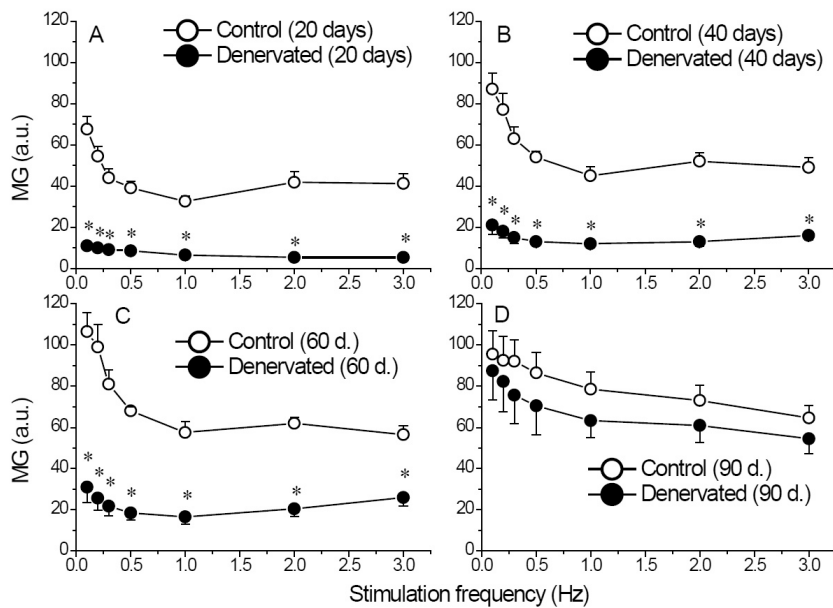 A
Control (20 days)
Denervated (20 days)
MG (a.u.)
120
100
80
60
40
20
0
* * * * * * *
0.0 0.5 1.0 1.5 2.0 2.5 3.0
B
Control (40 days)
Denervated (40 days)
120
100
80
60
40
20
0
* * * * * * *
0.0 0.5 1.0 1.5 2.0 2.5 3.0
C
Control (60 d.)
Denervated (60 d.)
MG (a.u.)
120
100
80
60
40
20
0
* * * * * * *
0.0 0.5 1.0 1.5 2.0 2.5 3.0
D
Control (90 d.)
Denervated (90 d.)
120
100
80
60
40
20
0
0.0 0.5 1.0 1.5 2.0 2.5 3.0
Stimulation frequency (Hz)